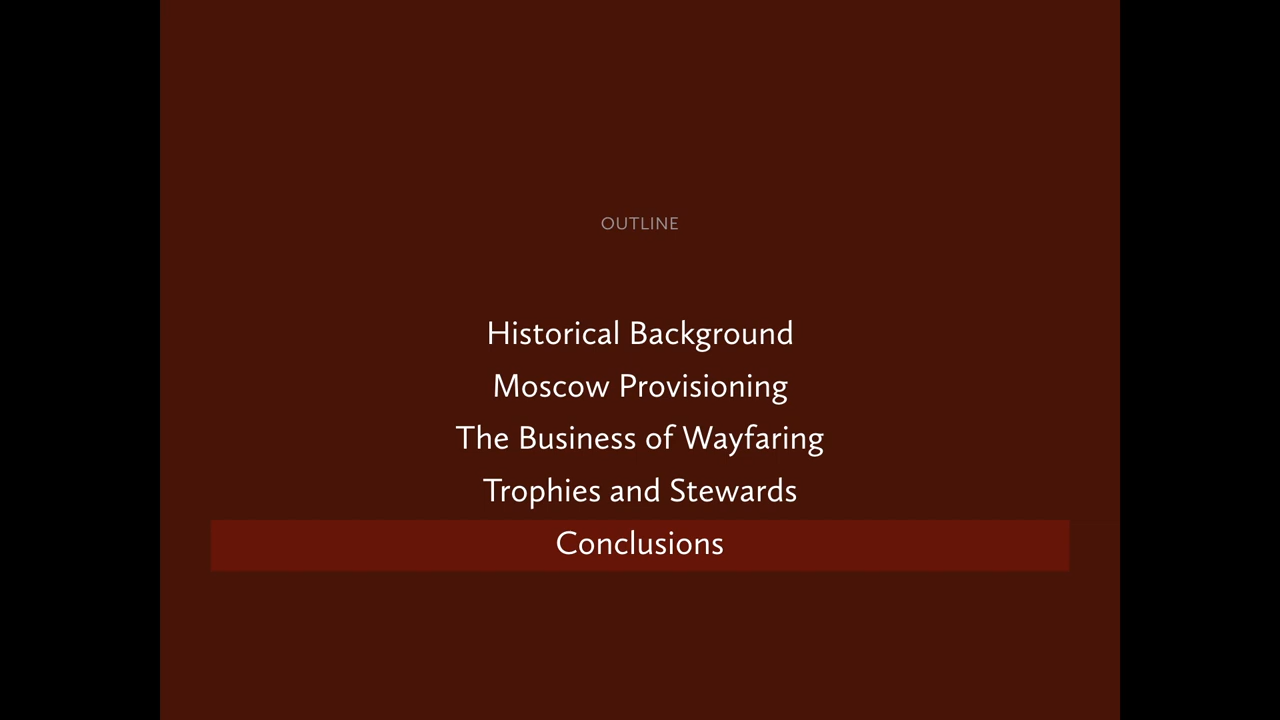 OUTLINE
Historical Background
Moscow Provisioning
The Business of Wayfaring
Trophies and Stewards
Conclusions